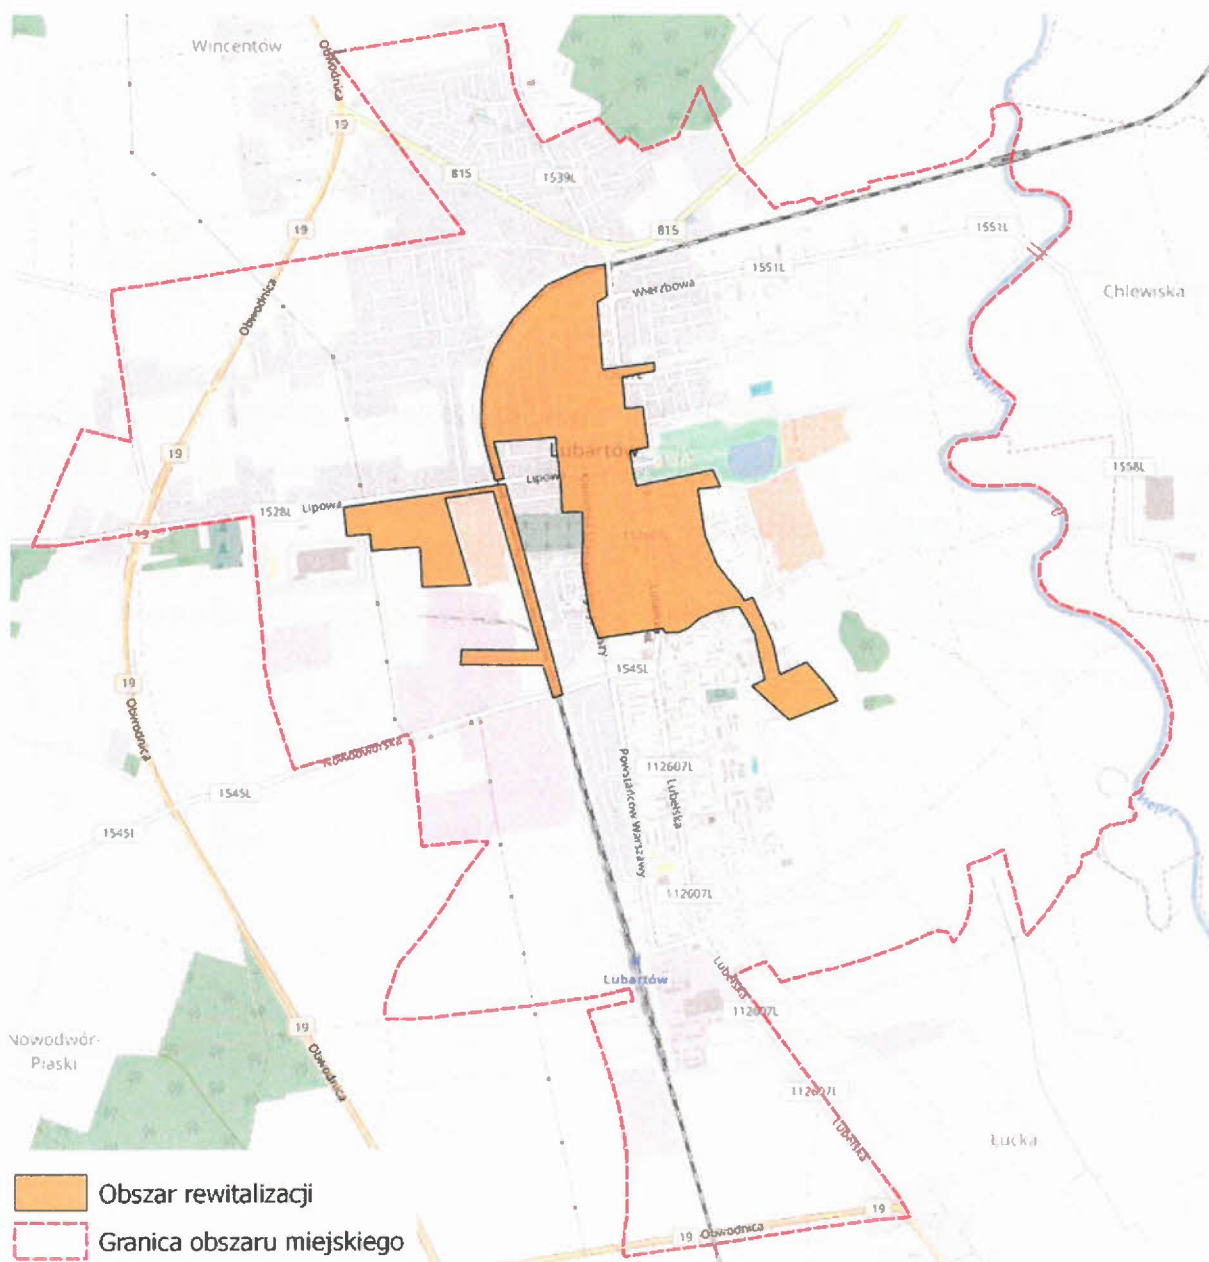 Wincentów
Obwodnica
19
815
1539L
19
815
1551L
1551L
Wierzbowa
Chlewiska
Obwodnica
Lubartów
19
1558L
Lipowa
1528L
Lipowa
19
1545L
19
Obwodnica
Nowodworska
1545L
1545L
112607L
Powstańców Warszawy
Lubelska
Wieprz
112607L
Lubartów
Lubelska
112607L
19
Nowodwór-
Piaski
Obwodnica
112607L
Lubelska
Łucka
Obszar rewitalizacji
19
19
Obwodnica
Granica obszaru miejskiego